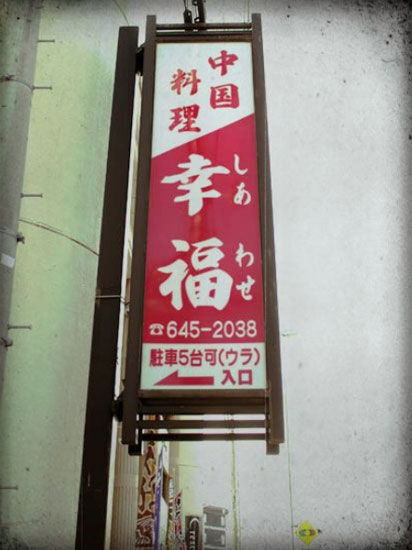 中国
料理
幸福
しあわせ
☎645-2038
駐車5台可(ウラ)
←入口